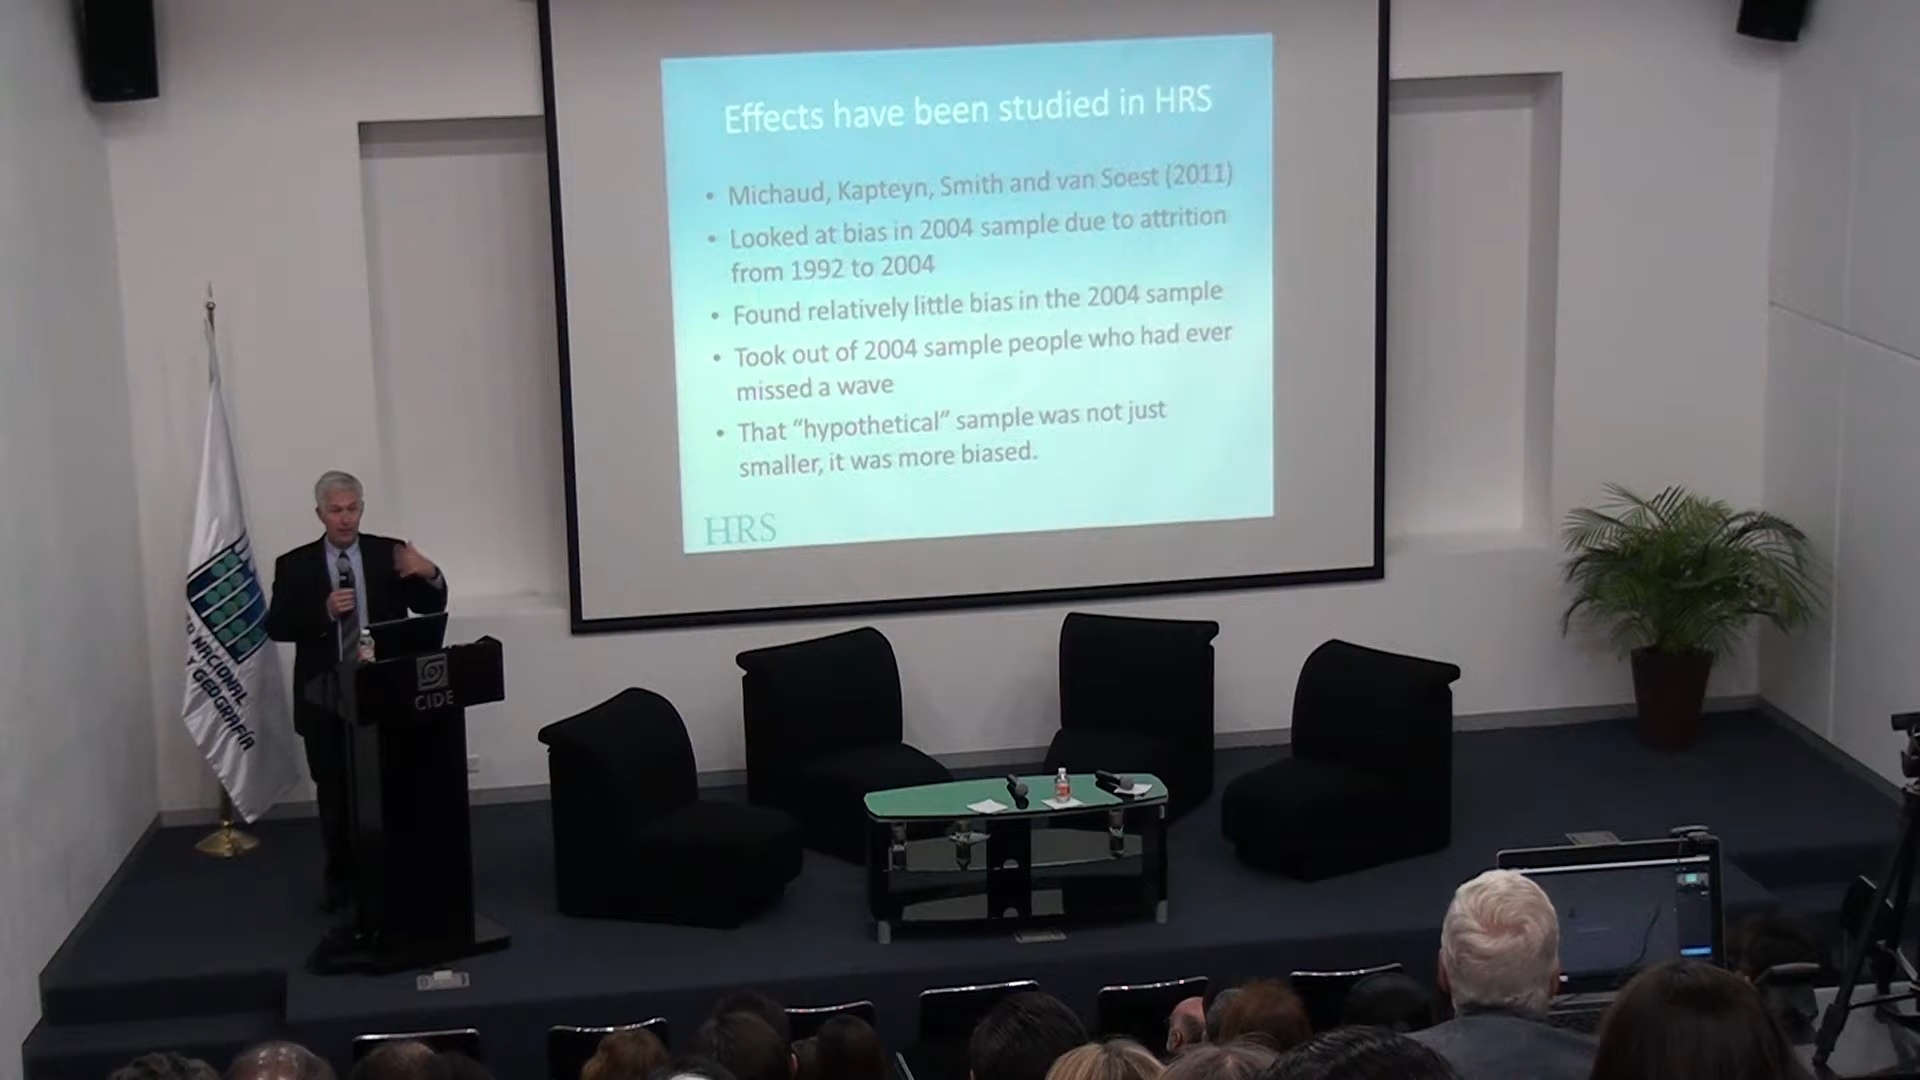 Effects have been studied in HRS
• Michaud, Kapteyn, Smith and van Soest (2011)
• Looked at bias in 2004 sample due to attrition
from 1992 to 2004
• Found relatively little bias in the 2004 sample
• Took out of 2004 sample people who had ever
missed a wave
• That “hypothetical” sample was not just
smaller, it was more biased.
HRS
NACIONAL
GEOGRAFÍA
CIDE